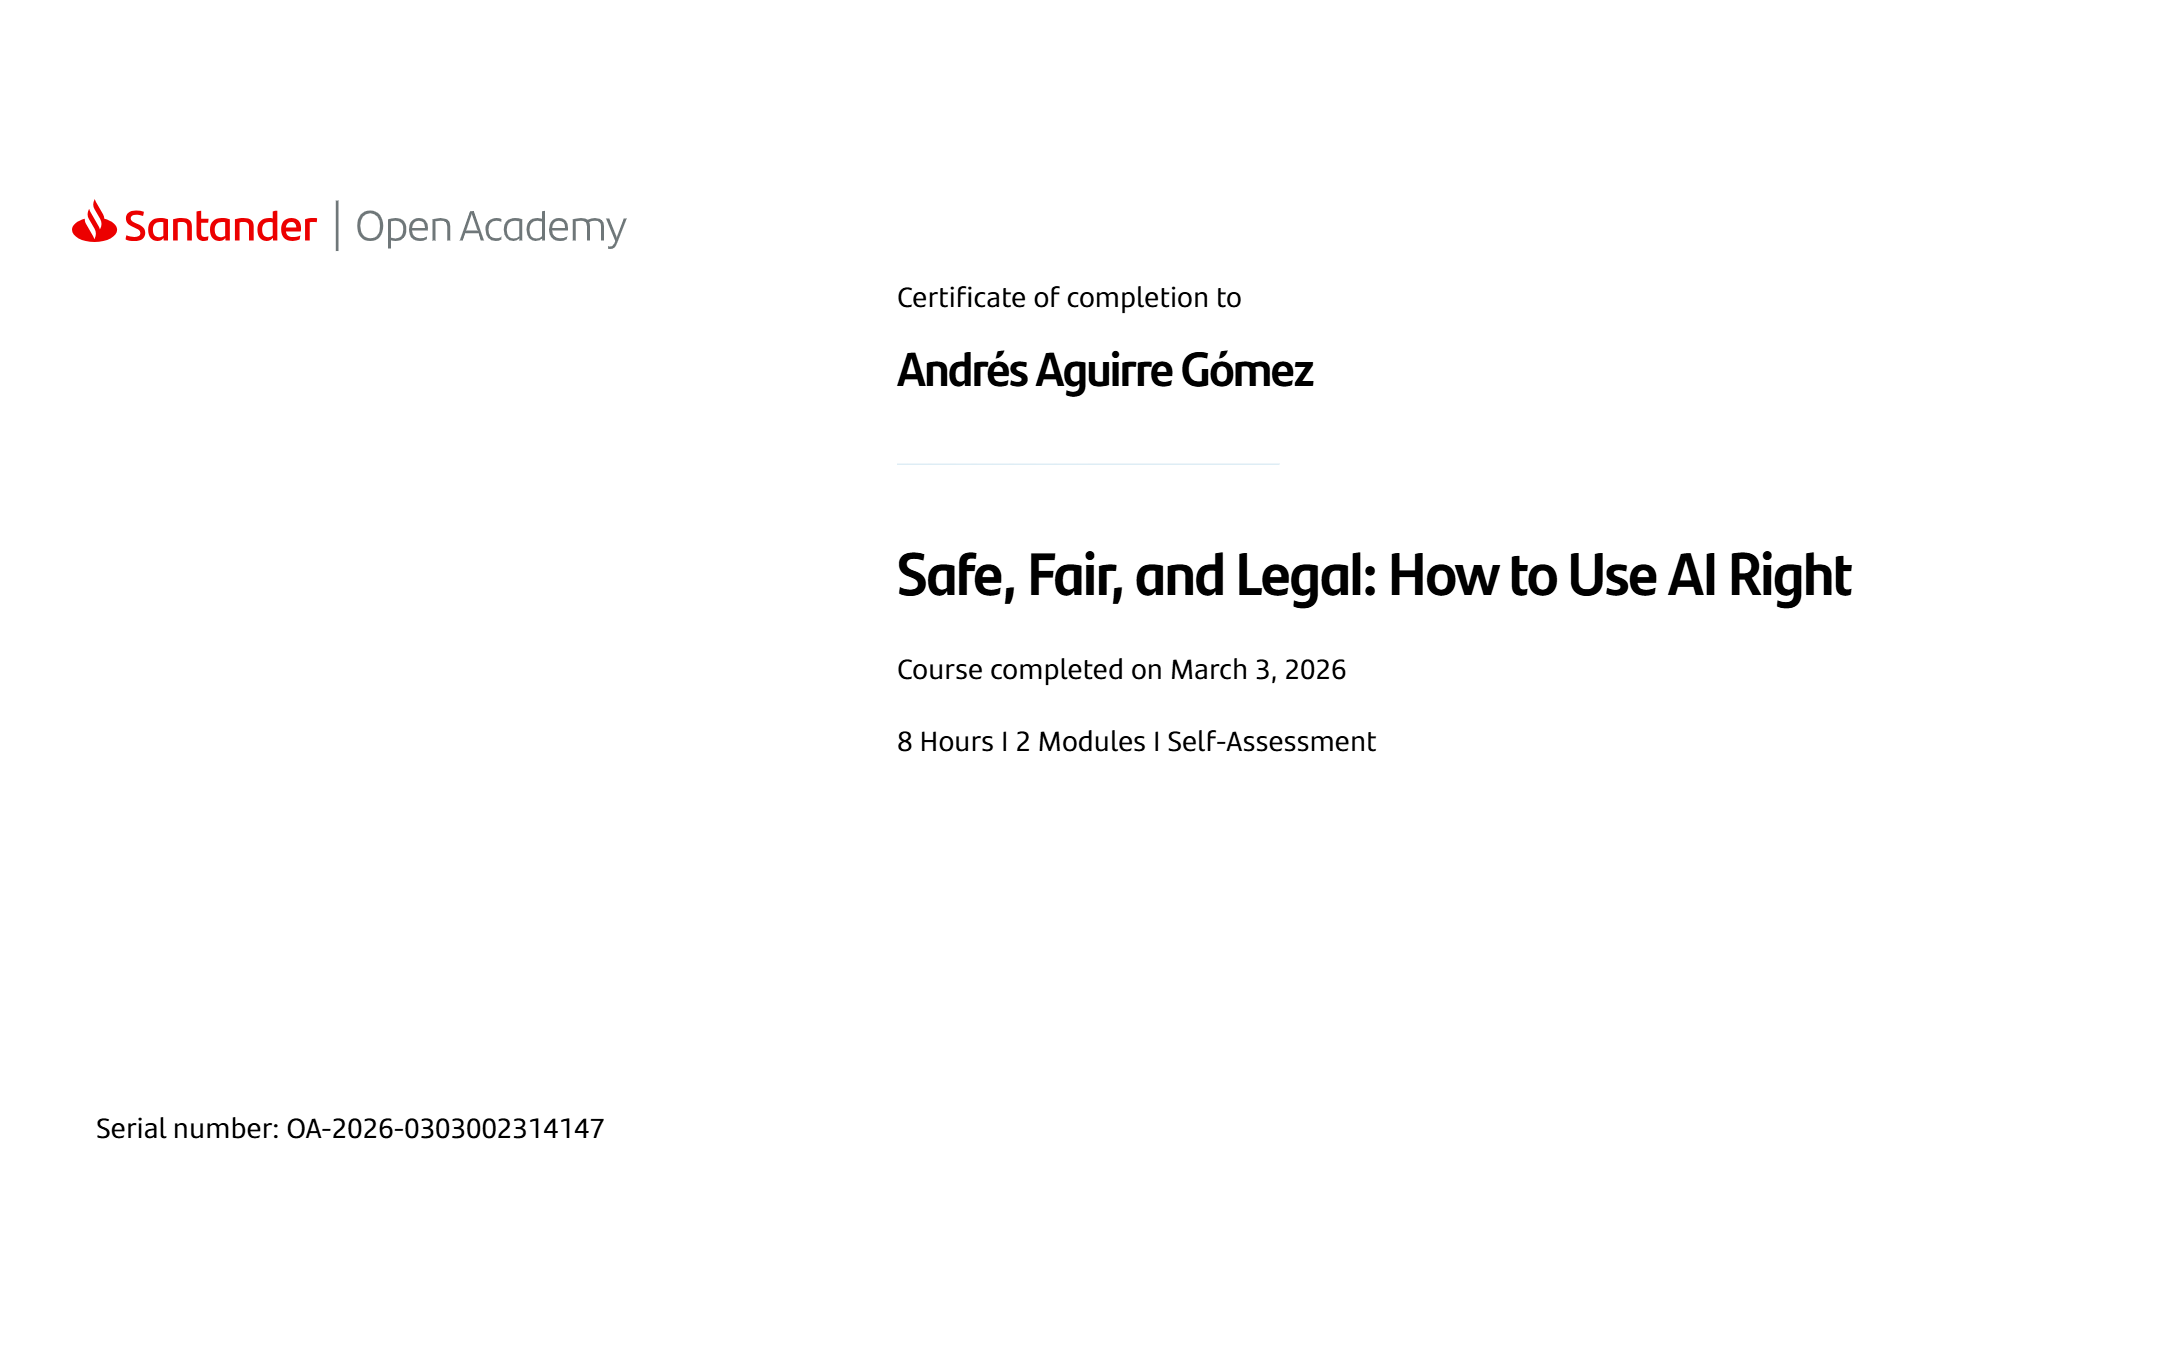 Santander | Open Academy
Certificate of completion to
Andrés Aguirre Gómez
Safe, Fair, and Legal: How to Use AI Right
Course completed on March 3, 2026
8 Hours I 2 Modules I Self-Assessment
Serial number: OA-2026-0303002314147